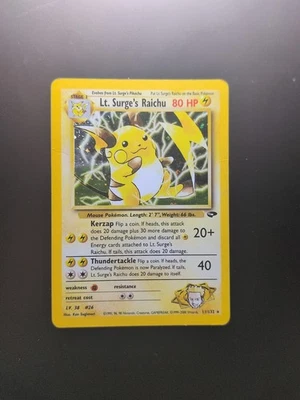 STAGE 1
Evolves from Lt. Surge's Pikachu
Put Lt. Surge's Raichu on the Basic Pokémon
Lt. Surge's Raichu 80 HP
Mouse Pokémon. Length: 2' 7", Weight: 66 lbs.
Kerzap Flip a coin. If heads, this attack
does 20 damage plus 10 more damage to
the Defending Pokémon and discard all
Energy cards attached to Lt. Surge's
Raichu. If tails, this attack does 20 damage.
20+
Thundertackle Flip a coin. If heads,
the Defending Pokémon is now Paralyzed. If tails,
Lt. Surge's Raichu does 20 damage to itself.
40
weakness
resistance
retreat cost
LV. 38 #26
Illus. Ken Sugimori
11/132